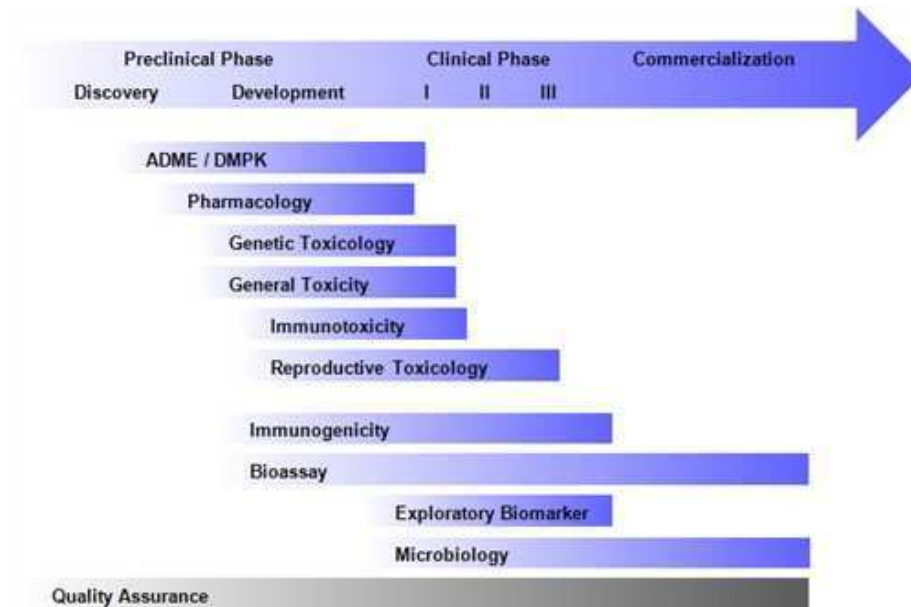 Preclinical Phase Clinical Phase Commercialization
Discovery Development I II III
ADME / DMPK
Pharmacology
Genetic Toxicology
General Toxicity
Immunotoxicity
Reproductive Toxicology
Immunogenicity
Bioassay
Exploratory Biomarker
Microbiology
Quality Assurance